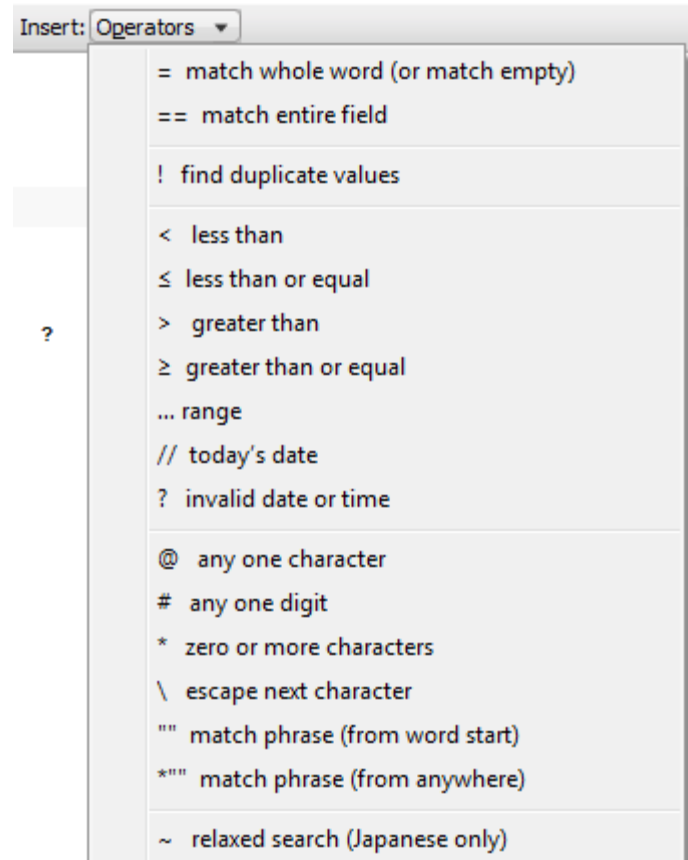 Insert: Operators
= match whole word (or match empty)
== match entire field
! find duplicate values
< less than
≤ less than or equal
> greater than
?
≥ greater than or equal
... range
// today's date
? invalid date or time
@ any one character
# any one digit
* zero or more characters
\ escape next character
"" match phrase (from word start)
*"" match phrase (from anywhere)
~ relaxed search (Japanese only)